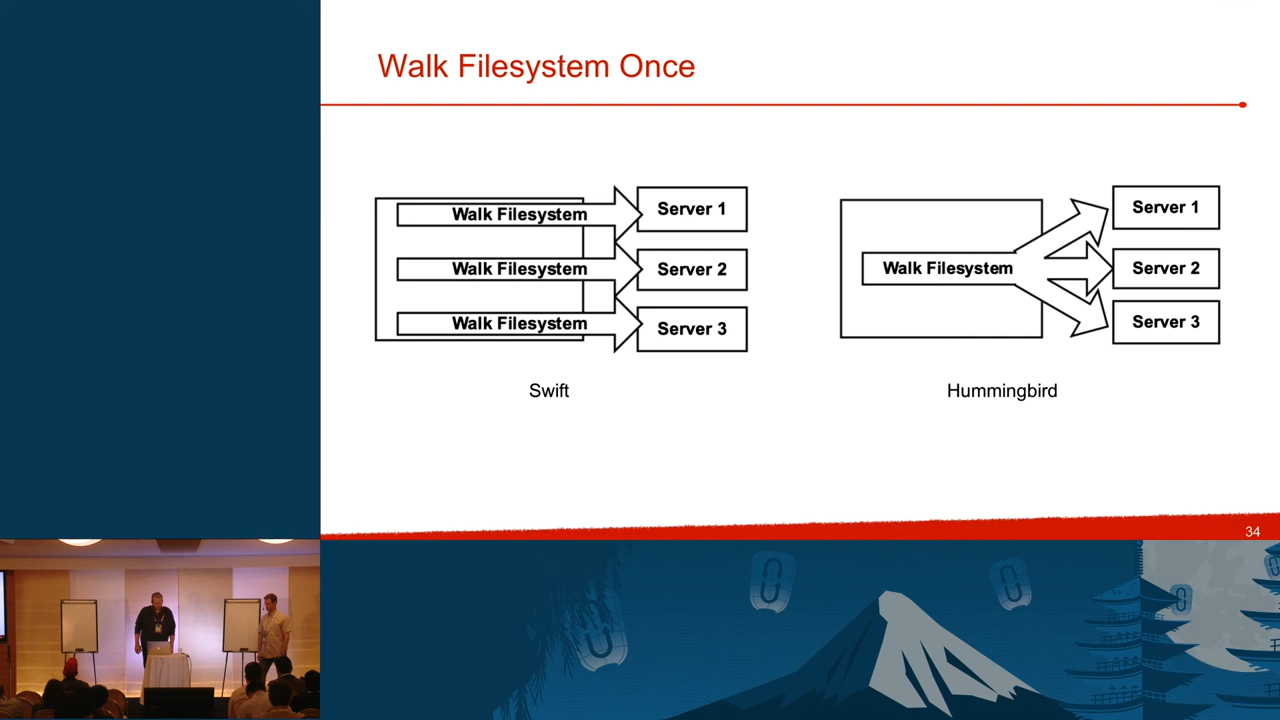 Walk Filesystem Once
Walk Filesystem
Server 1
Walk Filesystem
Server 2
Walk Filesystem
Server 3
Swift
Walk Filesystem
Server 1
Server 2
Server 3
Hummingbird
34